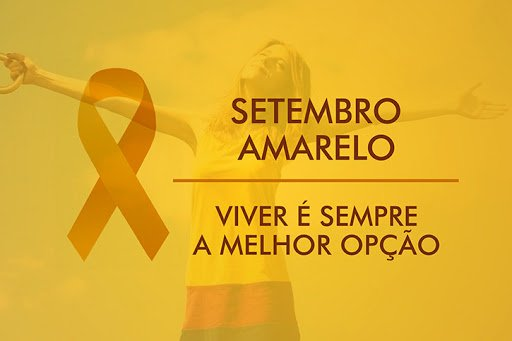 SETEMBRO
AMARELO
VIVER É SEMPRE
A MELHOR OPÇÃO